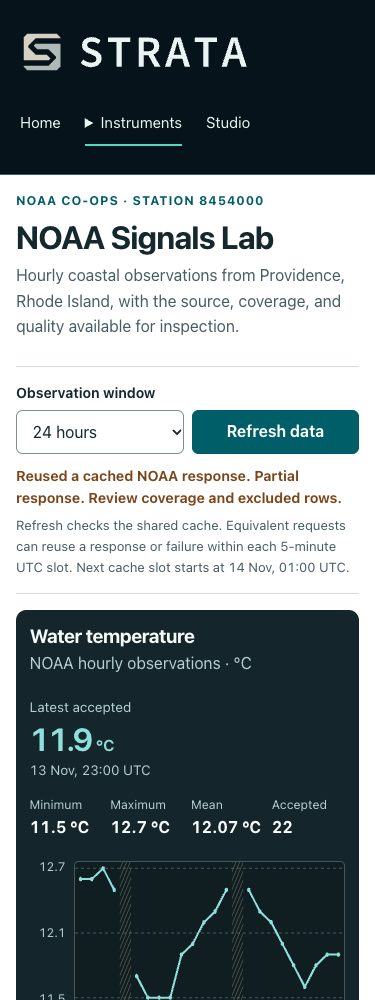 STRATA
Home ▶ Instruments Studio
NOAA CO-OPS · STATION 8454000
NOAA Signals Lab
Hourly coastal observations from Providence,
Rhode Island, with the source, coverage, and
quality available for inspection.
Observation window
24 hours
Refresh data
Reused a cached NOAA response. Partial
response. Review coverage and excluded rows.
Refresh checks the shared cache. Equivalent requests
can reuse a response or failure within each 5-minute
UTC slot. Next cache slot starts at 14 Nov, 01:00 UTC.
Water temperature
NOAA hourly observations · °C
Latest accepted
11.9 °C
13 Nov, 23:00 UTC
Minimum Maximum Mean Accepted
11.5 °C 12.7 °C 12.07 °C 22
12.7
12.1
11.5